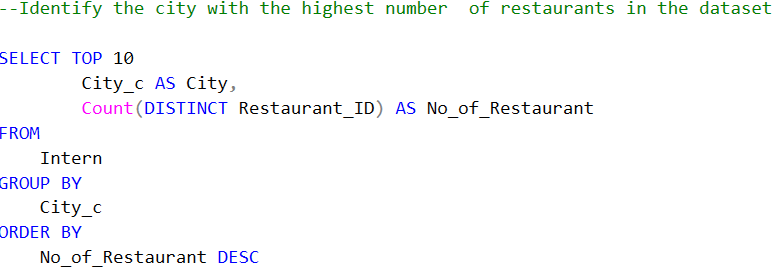 --Identify the city with the highest number  of restaurants in the dataset
SELECT TOP 10
City_c AS City,
Count(DISTINCT Restaurant_ID) AS No_of_Restaurant
FROM
Intern
GROUP BY
City_c
ORDER BY
No_of_Restaurant DESC